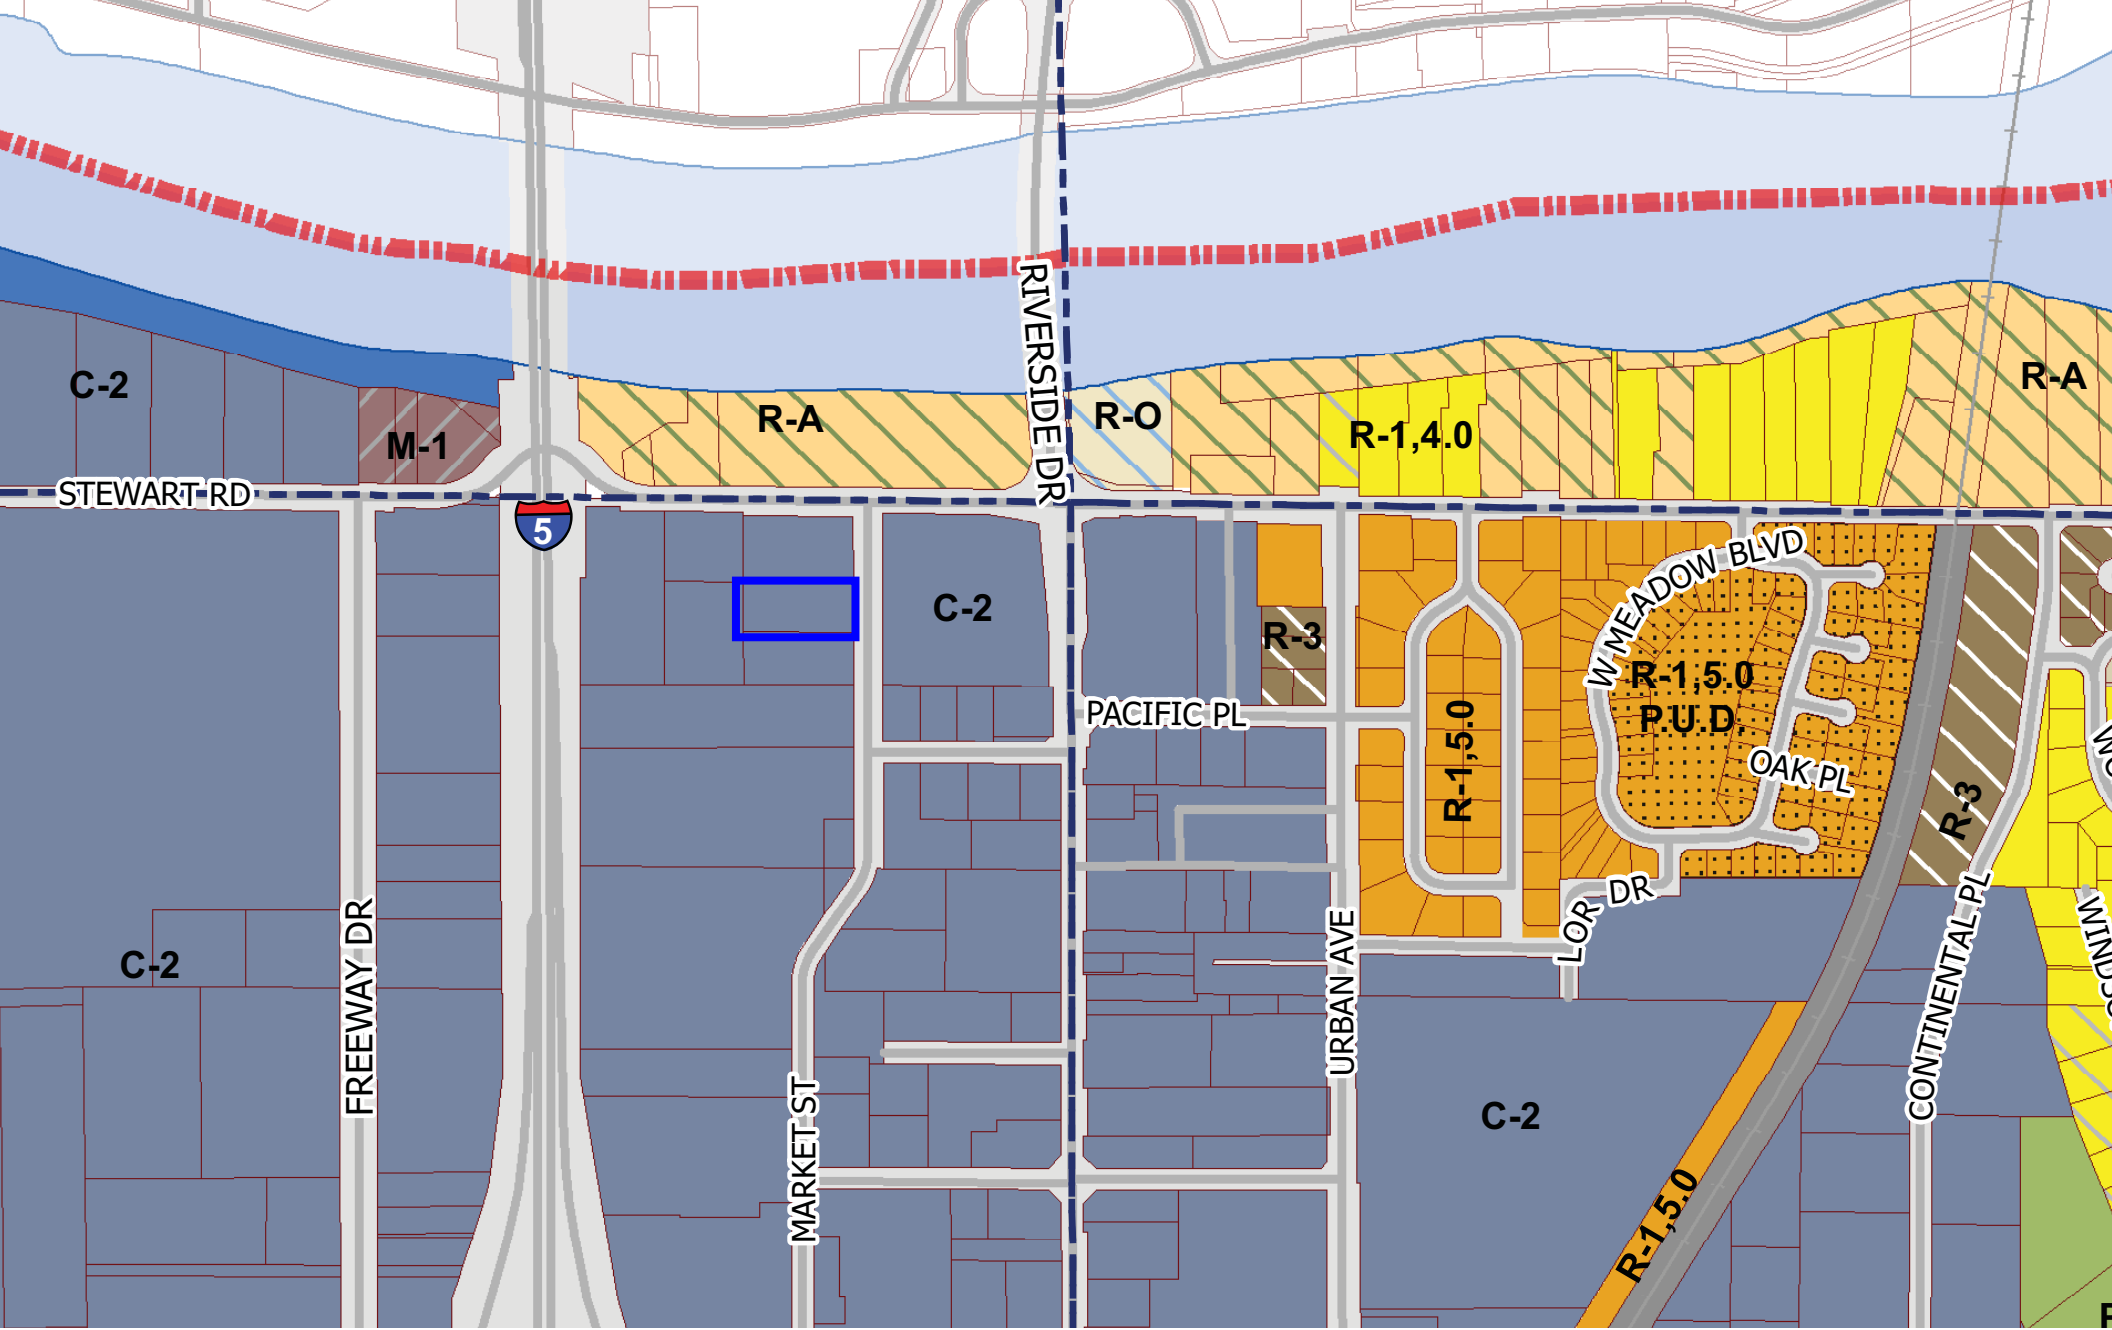 RIVERSIDE DR
C-2
M-1
R-A
R-O
R-1,4.0
R-A
STEWART RD
5
W MEADOW BLVD
C-2
R-3
R-1,5.0
P.U.D.
PACIFIC PL
R-1,5.0
OAK PL
R-3
LOR DR
C-2
FREEWAY DR
URBAN AVE
CONTINENTAL PL
MARKET ST
C-2
R-1,5.0